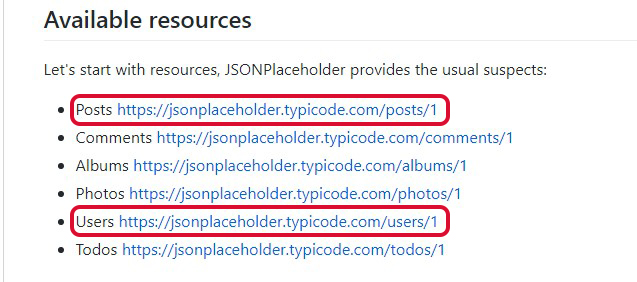 Available resources
Let's start with resources, JSONPlaceholder provides the usual suspects:
• Posts https://jsonplaceholder.typicode.com/posts/1
• Comments https://jsonplaceholder.typicode.com/comments/1
• Albums https://jsonplaceholder.typicode.com/albums/1
• Photos https://jsonplaceholder.typicode.com/photos/1
• Users https://jsonplaceholder.typicode.com/users/1
• Todos https://jsonplaceholder.typicode.com/todos/1